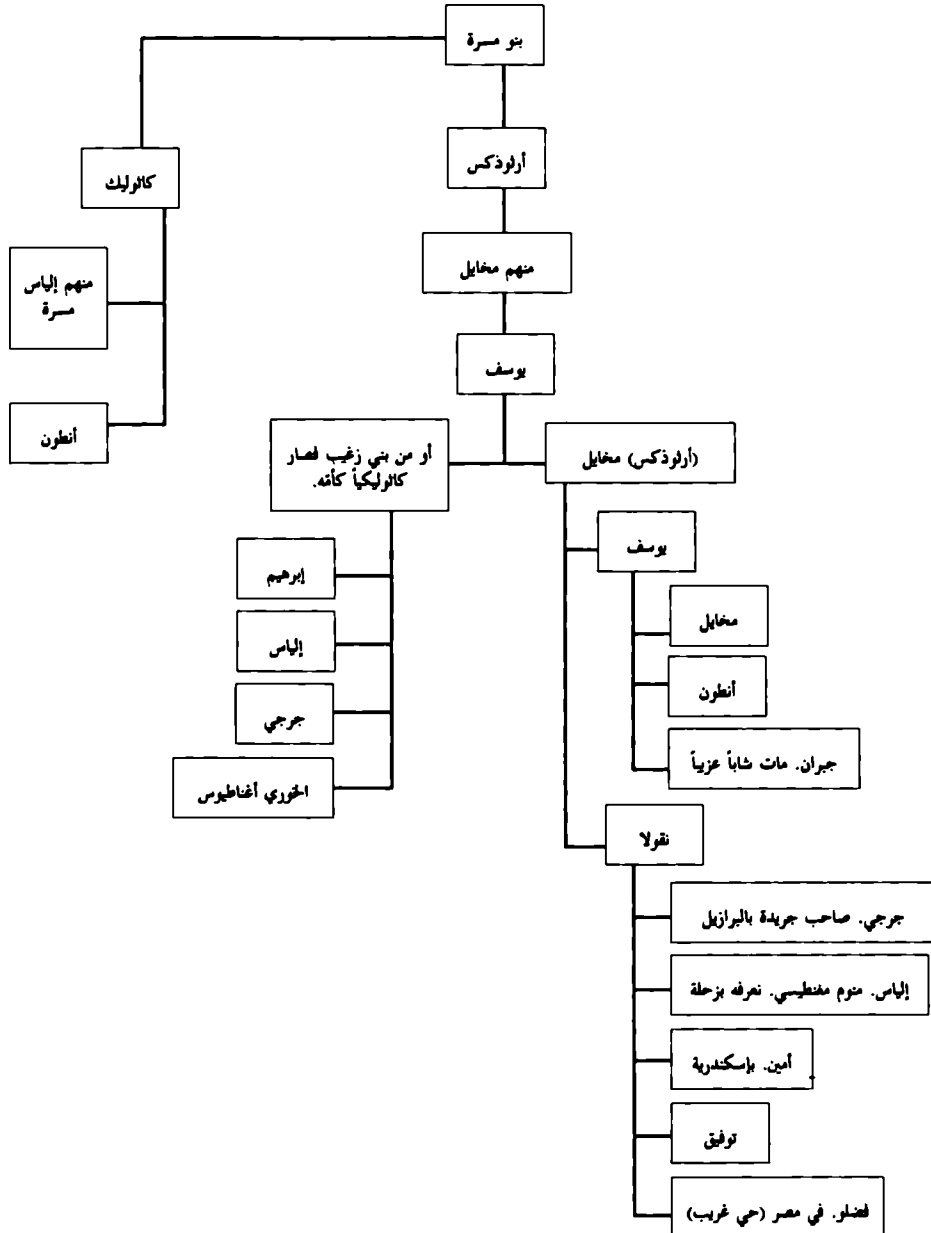 بنو مسرة
أرثوذكس
كاثوليك
منهم مخايل
منهم إلياس
مسرة
يوسف
أنطون
(أرثوذكس) مخايل
أو من بني زغيب فصار
كاثوليكياً كأمّه.
يوسف
إبرهيم
مخايل
إلياس
أنطون
جرجي
جبران. مات شاباً عزيباً
الخوري أغناطيوس
نقولا
جرجي. صاحب جريدة بالبرازيل
إلياس. منوم مغنطيسي. نعرفه بزحلة
أمين. بإسكندرية
توفيق
فضلو. في مصر (حي غريب)